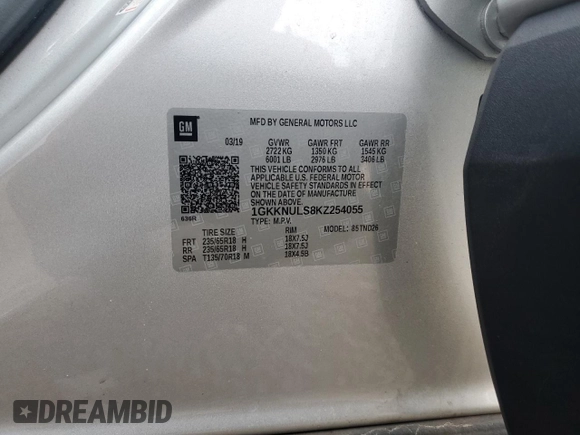 GM
MFD BY GENERAL MOTORS LLC
03/19 GVWR GAWR FRT GAWR RR
2722 KG 1350 KG 1545 KG
6001 LB 2976 LB 3406 LB
THIS VEHICLE CONFORMS TO ALL
APPLICABLE U.S. FEDERAL MOTOR
VEHICLE SAFETY STANDARDS IN EFFECT
ON THE DATE OF MANUFACTURE
SHOWN ABOVE.
1GKKNULS8KZ254055
TYPE: M.P.V.
636R
TIRE SIZE RIM MODEL: 8STND26
FRT 235/65R18 H 18X7.5J
RR 235/65R18 H 18X7.5J
SPA T135/70R18 M 18X4.5B
DREAMBID